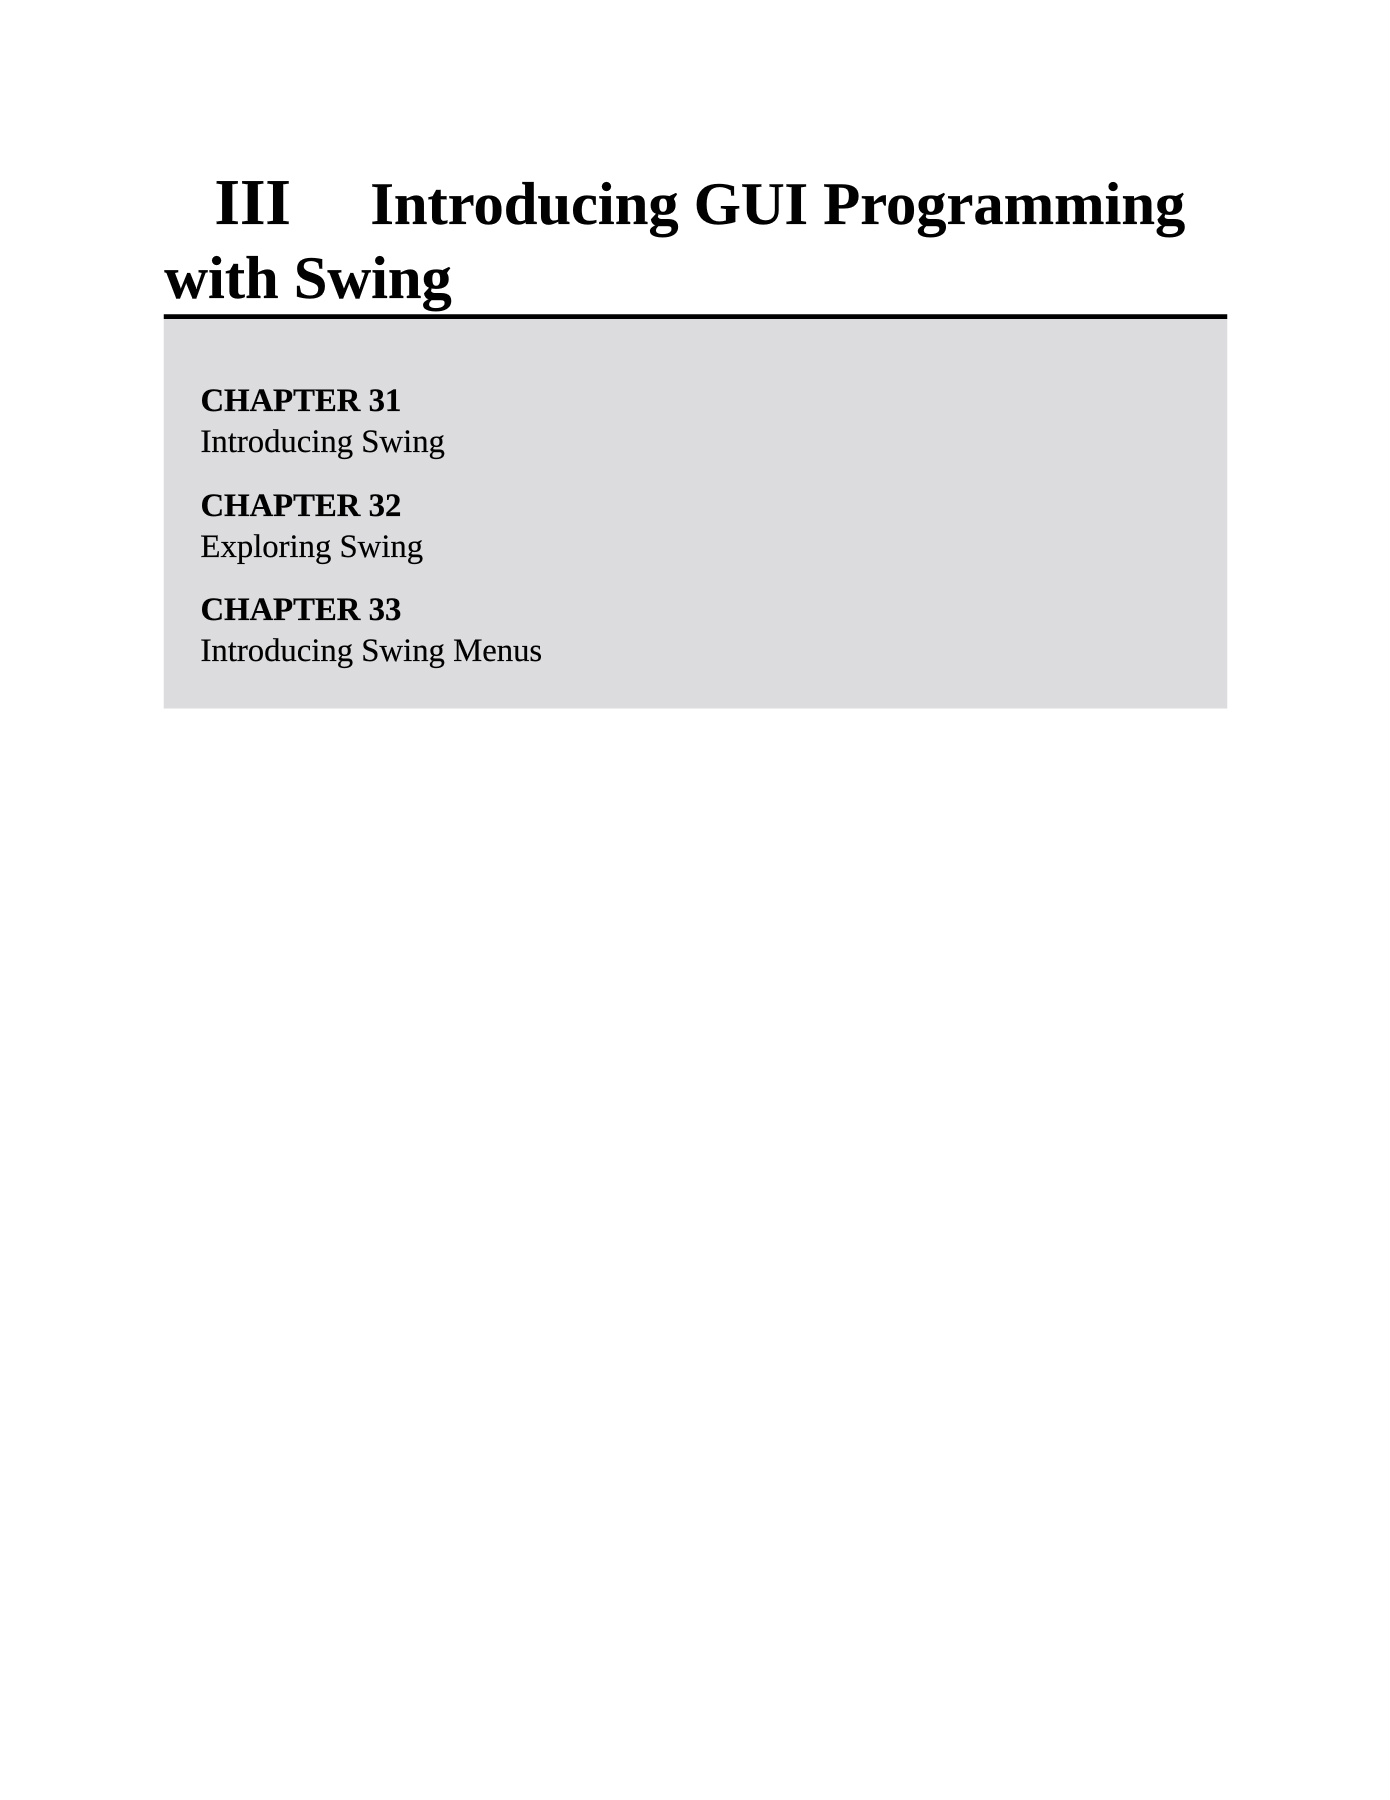 III Introducing GUI Programming
with Swing
CHAPTER 31
Introducing Swing
CHAPTER 32
Exploring Swing
CHAPTER 33
Introducing Swing Menus